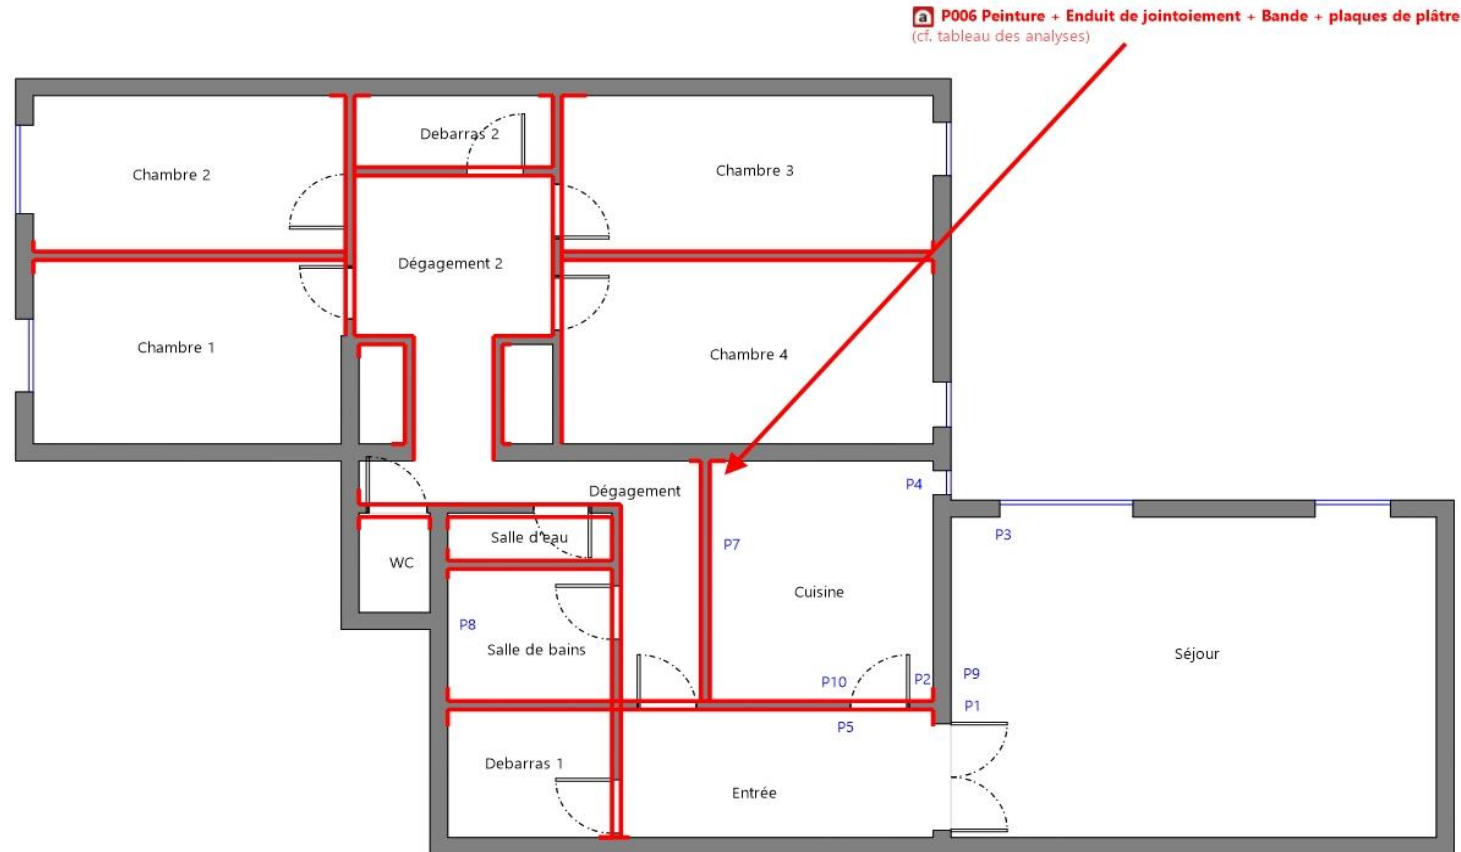 a P006 Peinture + Enduit de jointoiement + Bande + plaques de plâtre
(cf. tableau des analyses)
Debarras 2
Chambre 2
Chambre 3
Dégagement 2
Chambre 1
Chambre 4
Dégagement
P4
Salle d'eau
P7
P3
WC
Cuisine
P8
Salle de bains
Séjour
P10
P2
P9
P1
P5
Debarras 1
Entrée